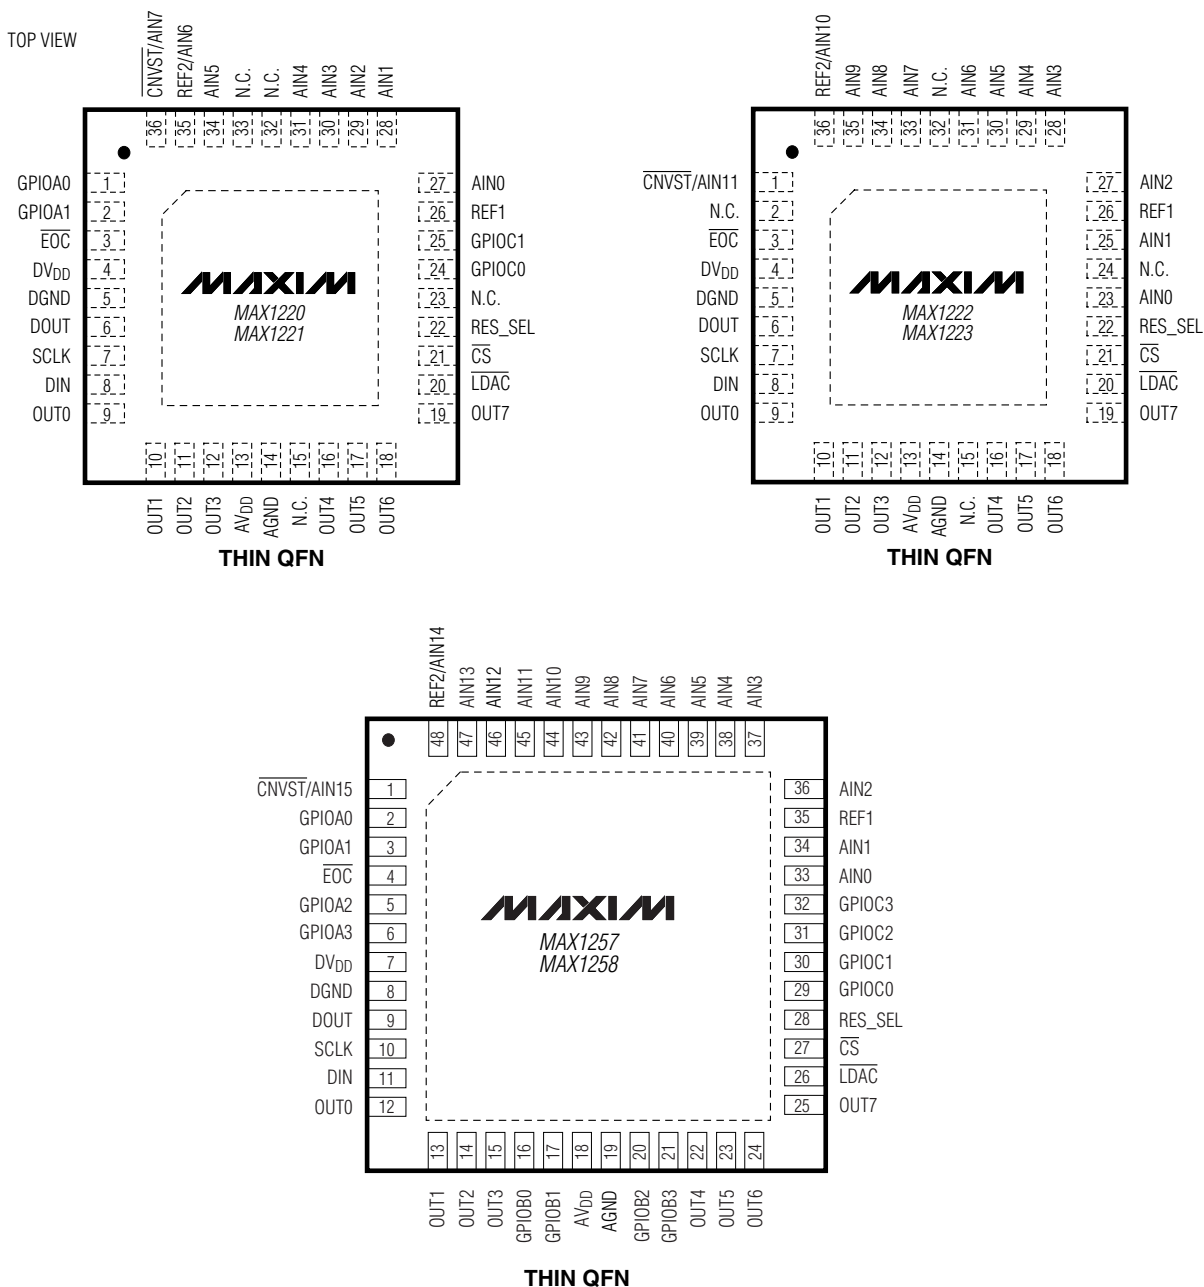 TOP VIEW
CNVST/AIN7
REF2/AIN6
AIN5
N.C.
N.C.
AIN4
AIN3
AIN2
AIN1
36
35
34
33
32
31
30
29
28
GPIOA0 1
GPIOA1 2
EOC 3
DVDD 4
DGND 5
DOUT 6
SCLK 7
DIN 8
OUT0 9
MAXIM
MAX1220
MAX1221
27 AIN0
26 REF1
25 GPIOC1
24 GPIOC0
23 N.C.
22 RES_SEL
21 CS
20 LDAC
19 OUT7
10
11
12
13
14
15
16
17
18
OUT1
OUT2
OUT3
AVDD
AGND
N.C.
OUT4
OUT5
OUT6
THIN QFN
REF2/AIN10
AIN9
AIN8
AIN7
N.C.
AIN6
AIN5
AIN4
AIN3
36
35
34
33
32
31
30
29
28
CNVST/AIN11 1
N.C. 2
EOC 3
DVDD 4
DGND 5
DOUT 6
SCLK 7
DIN 8
OUT0 9
MAXIM
MAX1222
MAX1223
27 AIN2
26 REF1
25 AIN1
24 N.C.
23 AIN0
22 RES_SEL
21 CS
20 LDAC
19 OUT7
10
11
12
13
14
15
16
17
18
OUT1
OUT2
OUT3
AVDD
AGND
N.C.
OUT4
OUT5
OUT6
THIN QFN
REF2/AIN14
AIN13
AIN12
AIN11
AIN10
AIN9
AIN8
AIN7
AIN6
AIN5
AIN4
AIN3
48
47
46
45
44
43
42
41
40
39
38
37
CNVST/AIN15 1
GPIOA0 2
GPIOA1 3
EOC 4
GPIOA2 5
GPIOA3 6
DVDD 7
DGND 8
DOUT 9
SCLK 10
DIN 11
OUT0 12
MAXIM
MAX1257
MAX1258
36 AIN2
35 REF1
34 AIN1
33 AIN0
32 GPIOC3
31 GPIOC2
30 GPIOC1
29 GPIOC0
28 RES_SEL
27 CS
26 LDAC
25 OUT7
13
14
15
16
17
18
19
20
21
22
23
24
OUT1
OUT2
OUT3
GPIOB0
GPIOB1
AVDD
AGND
GPIOB2
GPIOB3
OUT4
OUT5
OUT6
THIN QFN